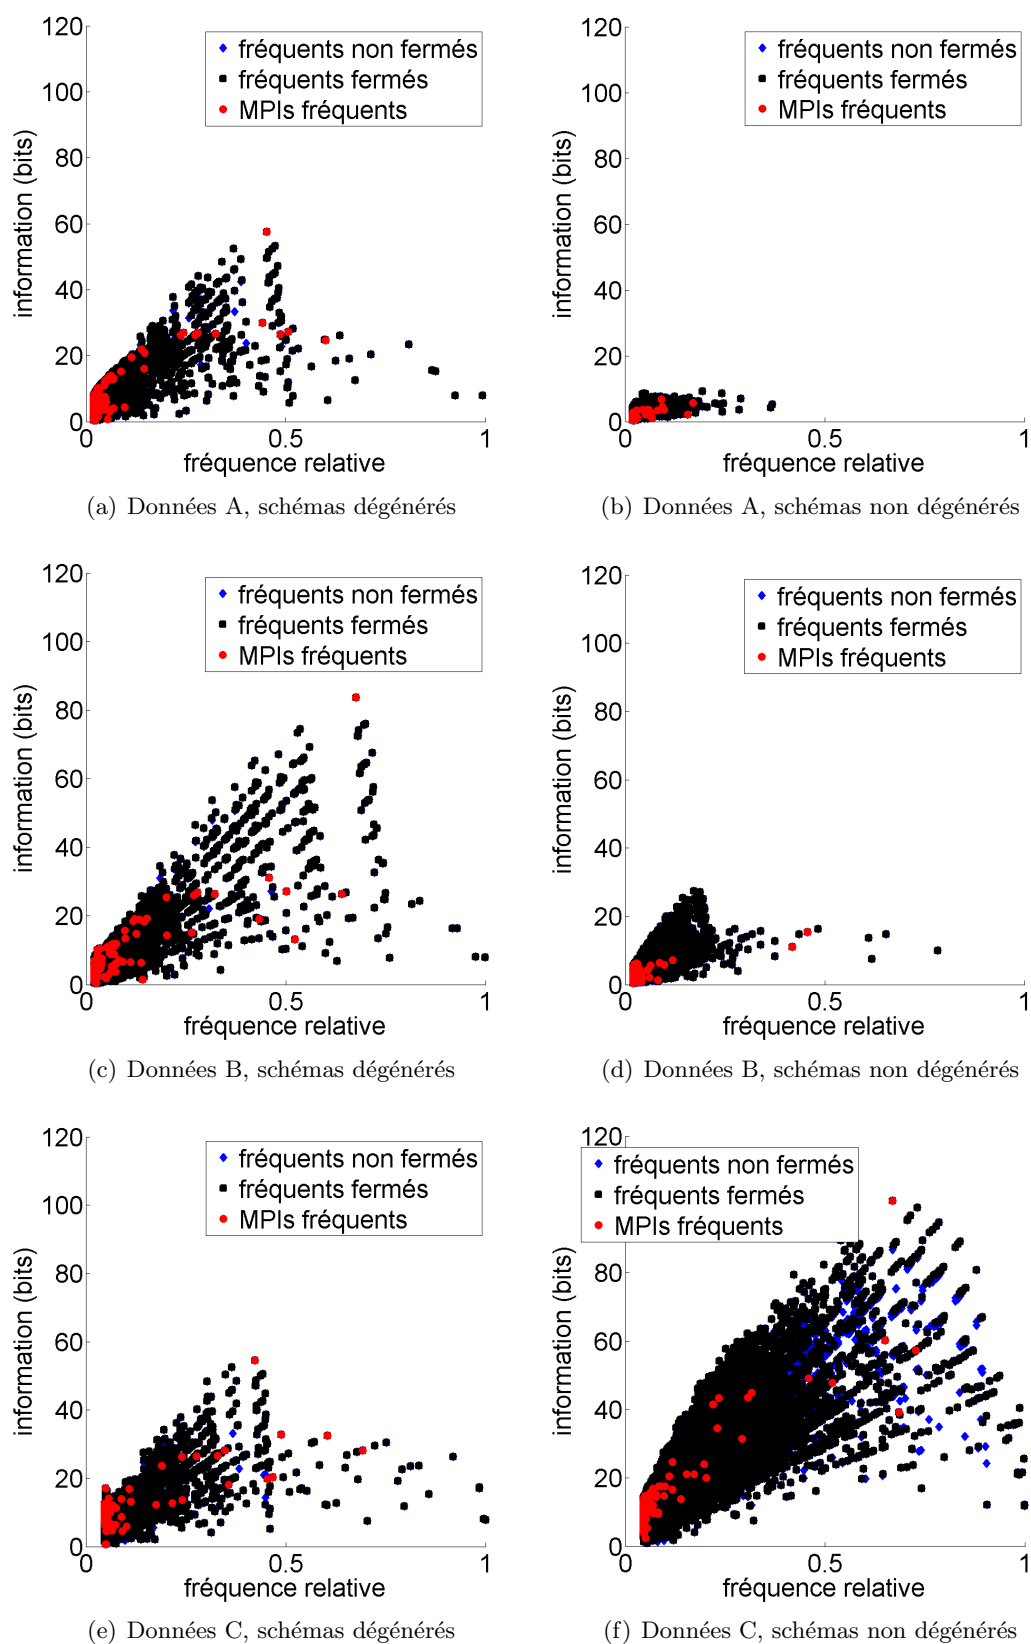 120
100
80
60
40
20
0
information (bits)
fréquents non fermés
fréquents fermés
MPIs fréquents
0
0.5
1
fréquence relative
(a) Données A, schémas dégénérés
120
100
80
60
40
20
0
information (bits)
fréquents non fermés
fréquents fermés
MPIs fréquents
0
0.5
1
fréquence relative
(b) Données A, schémas non dégénérés
120
100
80
60
40
20
0
information (bits)
fréquents non fermés
fréquents fermés
MPIs fréquents
0
0.5
1
fréquence relative
(c) Données B, schémas dégénérés
120
100
80
60
40
20
0
information (bits)
fréquents non fermés
fréquents fermés
MPIs fréquents
0
0.5
1
fréquence relative
(d) Données B, schémas non dégénérés
120
100
80
60
40
20
0
information (bits)
fréquents non fermés
fréquents fermés
MPIs fréquents
0
0.5
1
fréquence relative
(e) Données C, schémas dégénérés
120
80
60
40
20
0
information (bits)
fréquents non fermés
fréquents fermés
MPIs fréquents
0
0.5
1
fréquence relative
(f) Données C, schémas non dégénérés